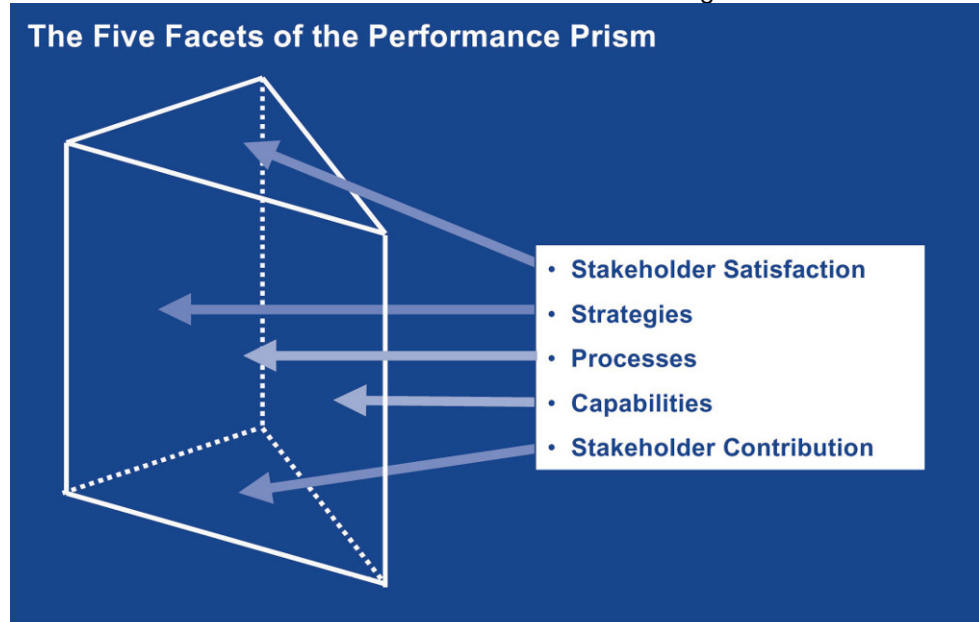 The Five Facets of the Performance Prism
• Stakeholder Satisfaction
• Strategies
• Processes
• Capabilities
• Stakeholder Contribution